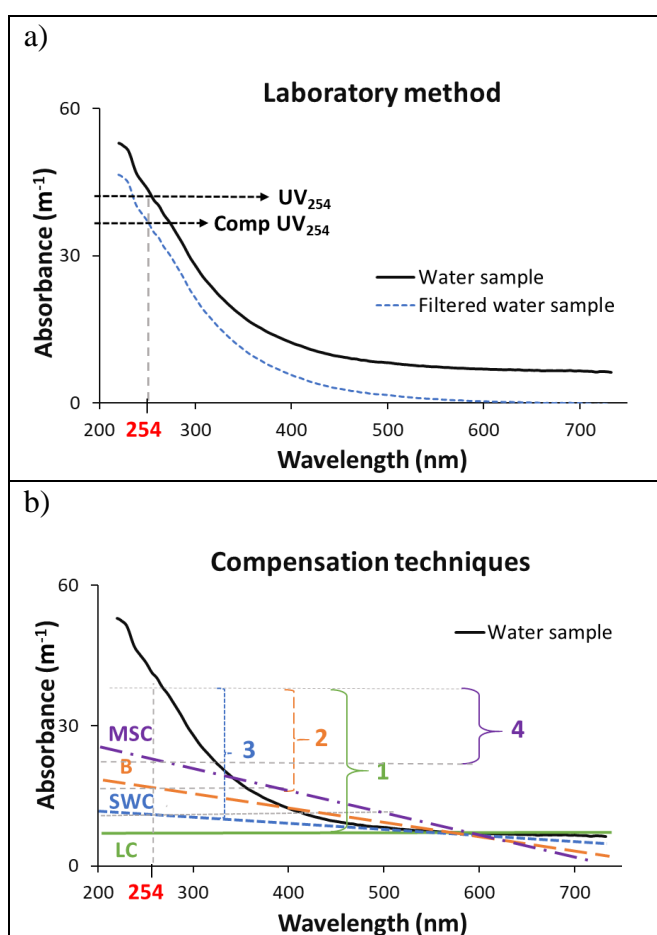 a)
Laboratory method
60
UV254
Comp UV254
30
Water sample
Filtered water sample
0
200 254 300 400 500 600 700
Absorbance (m-1)
Wavelength (nm)
b)
Compensation techniques
60
Water sample
MSC
30
4
3
2
B
1
SWC
LC
0
200 254 300 400 500 600 700
Absorbance (m-1)
Wavelength (nm)